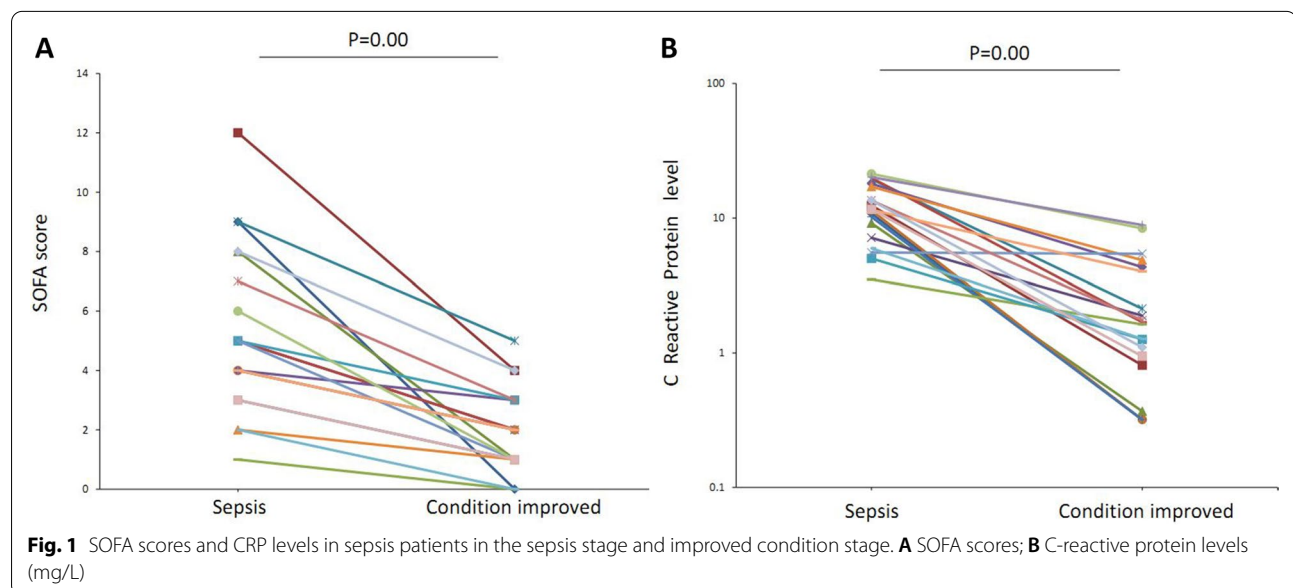 A
P=0.00
SOFA score
14
12
10
8
6
4
2
0
Sepsis
Condition improved
B
P=0.00
C Reactive Protein level
100
10
1
0.1
Sepsis
Condition improved
Fig. 1 SOFA scores and CRP levels in sepsis patients in the sepsis stage and improved condition stage. A SOFA scores; B C-reactive protein levels
(mg/L)